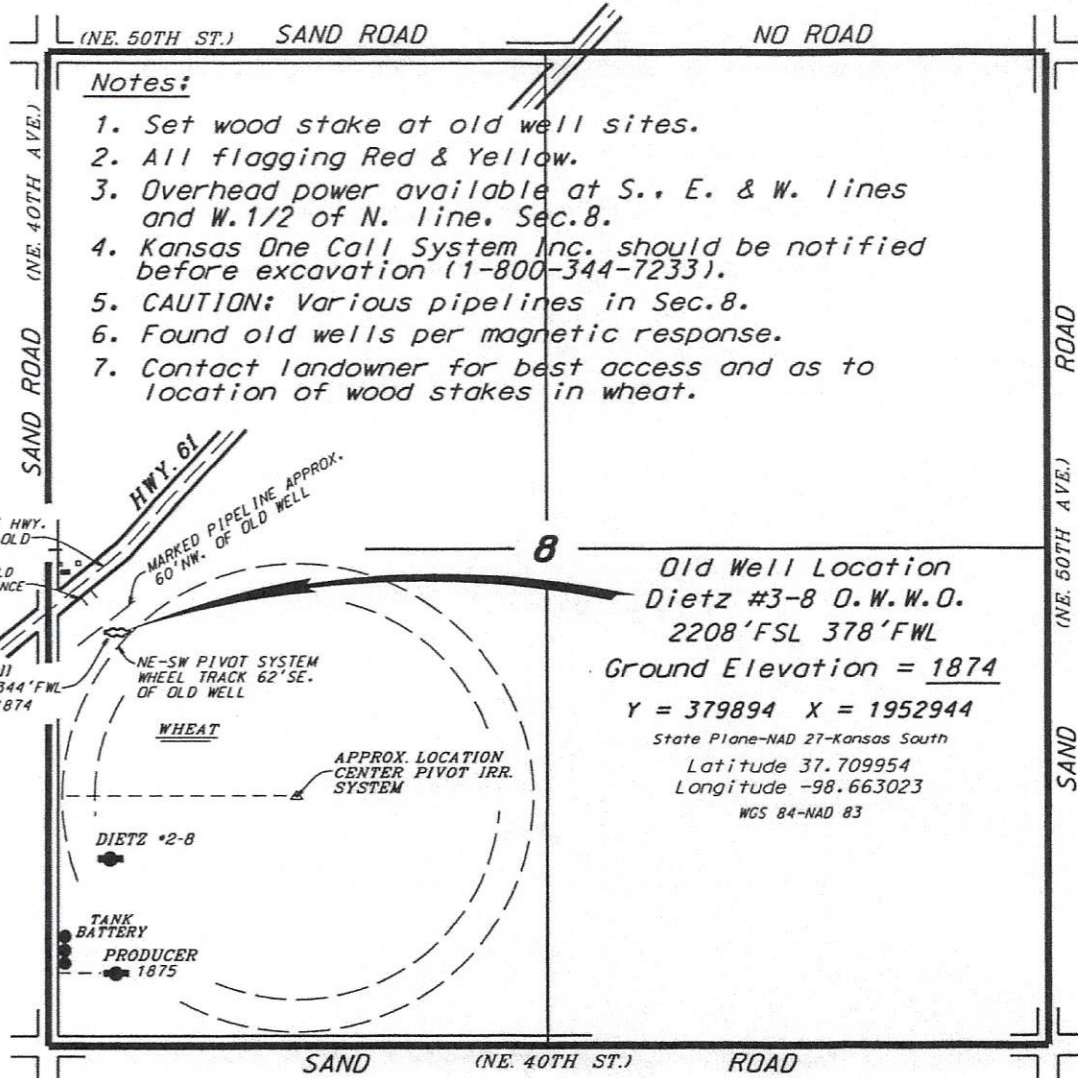 (NE. 50TH ST.) SAND ROAD
NO ROAD
Notes:
1. Set wood stake at old well sites.
2. All flagging Red & Yellow.
3. Overhead power available at S., E. & W. lines
and W.1/2 of N. line. Sec.8.
4. Kansas One Call System Inc. should be notified
before excavation (1-800-344-7233).
5. CAUTION: Various pipelines in Sec.8.
6. Found old wells per magnetic response.
7. Contact landowner for best access and as to
location of wood stakes in wheat.
SAND ROAD (NE. 40TH AVE.)
HWY. 61
MARKED PIPELINE APPROX.
60'NW. OF OLD WELL
HWY.
OLD
8
NE-SW PIVOT SYSTEM
WHEEL TRACK 62'SE.
OF OLD WELL
344'FWL
1874
WHEAT
APPROX. LOCATION
CENTER PIVOT IRR.
SYSTEM
DIETZ #2-8
TANK
BATTERY
PRODUCER
1875
Old Well Location
Dietz #3-8 O.W.W.O.
2208'FSL 378'FWL
Ground Elevation = 1874
Y = 379894 X = 1952944
State Plane-NAD 27-Kansas South
Latitude 37.709954
Longitude -98.663023
WGS 84-NAD 83
SAND (NE. 50TH AVE.) ROAD
SAND (NE. 40TH ST.) ROAD